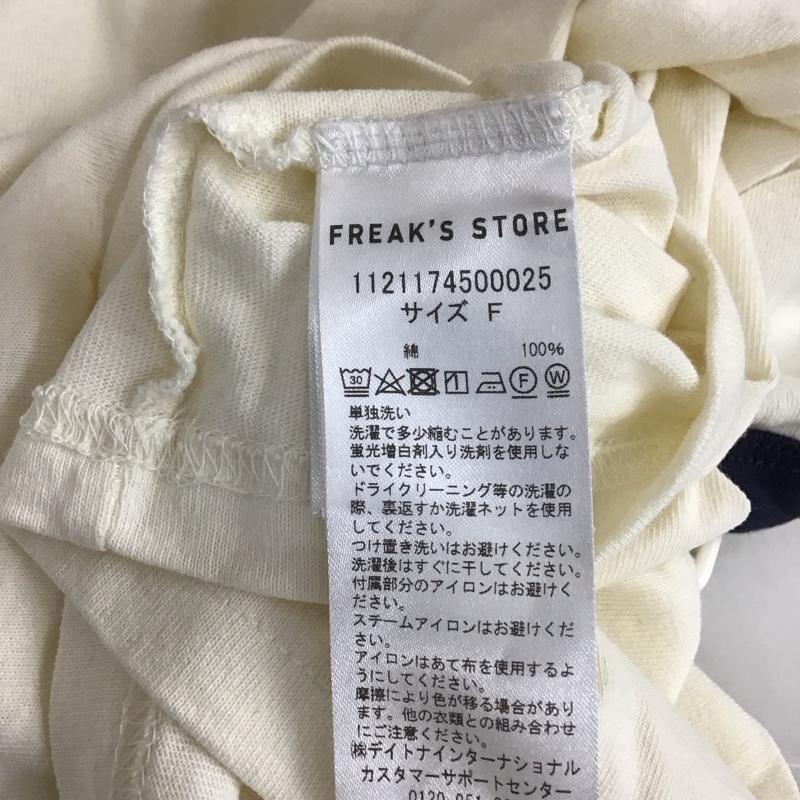 FREAK'S STORE
1121174500025
サイズ F
綿 100%
30 F W
単独洗い
洗濯で多少縮むことがあります。
蛍光増白剤入り洗剤を使用しな
いでください。
ドライクリーニング等の洗濯の
際、裏返すか洗濯ネットを使用
してください。
つけ置き洗いはお避けください。
洗濯後はすぐに干してください。
付属部分のアイロンはお避けく
ださい。
スチームアイロンはお避けくだ
さい。
アイロンはあて布を使用するよ
うにしてください。
摩擦により色が移る場合があり
ます。他の衣類との組み合わせ
にご注意ください。
㈱デイトナインターナショナル
カスタマーサポートセンター